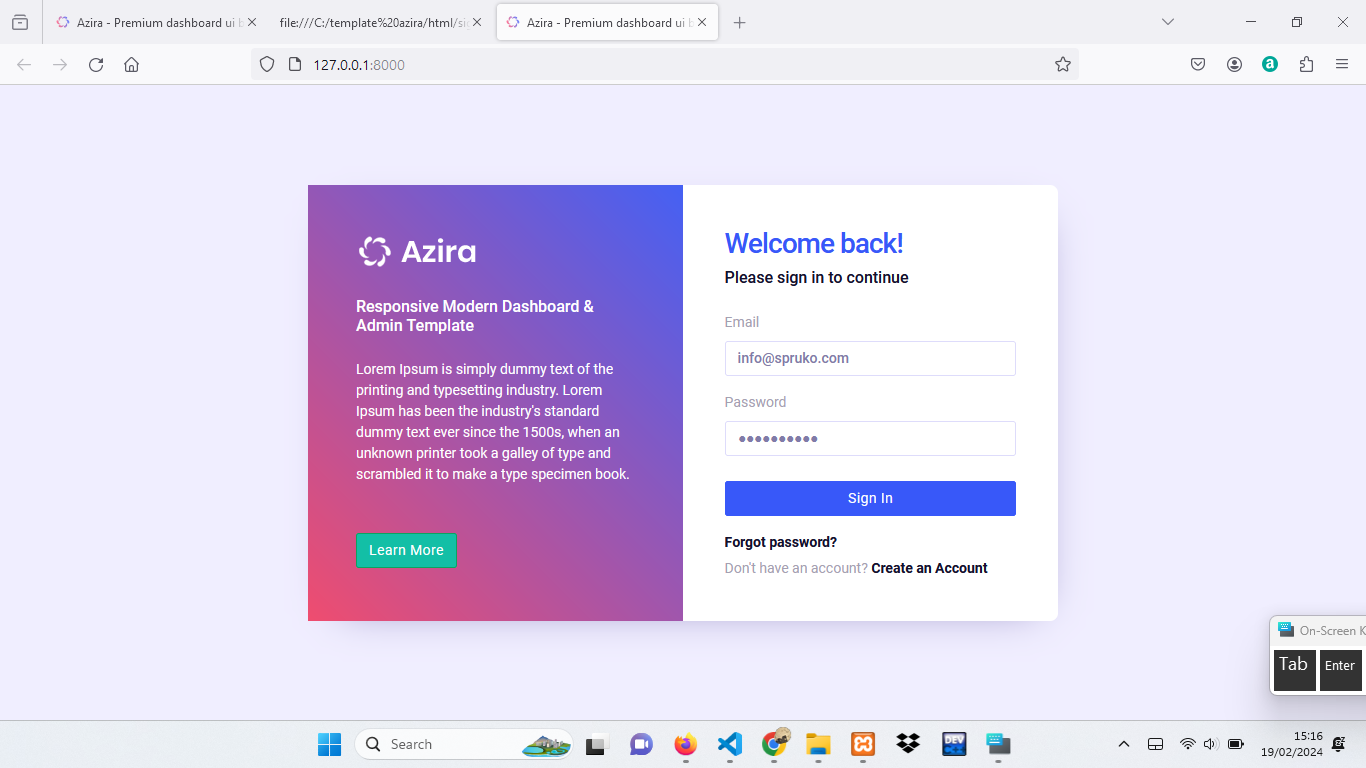 Azira - Premium dashboard ui b
file:///C:/template%20azira/html/si
Azira - Premium dashboard ui b
127.0.0.1:8000
Azira
Responsive Modern Dashboard &
Admin Template
Lorem Ipsum is simply dummy text of the
printing and typesetting industry. Lorem
Ipsum has been the industry's standard
dummy text ever since the 1500s, when an
unknown printer took a galley of type and
scrambled it to make a type specimen book.
Learn More
Welcome back!
Please sign in to continue
Email
info@spruko.com
Password
••••••••••
Sign In
Forgot password?
Don't have an account? Create an Account
On-Screen K
Tab
Enter
Search
DEV
15:16
19/02/2024